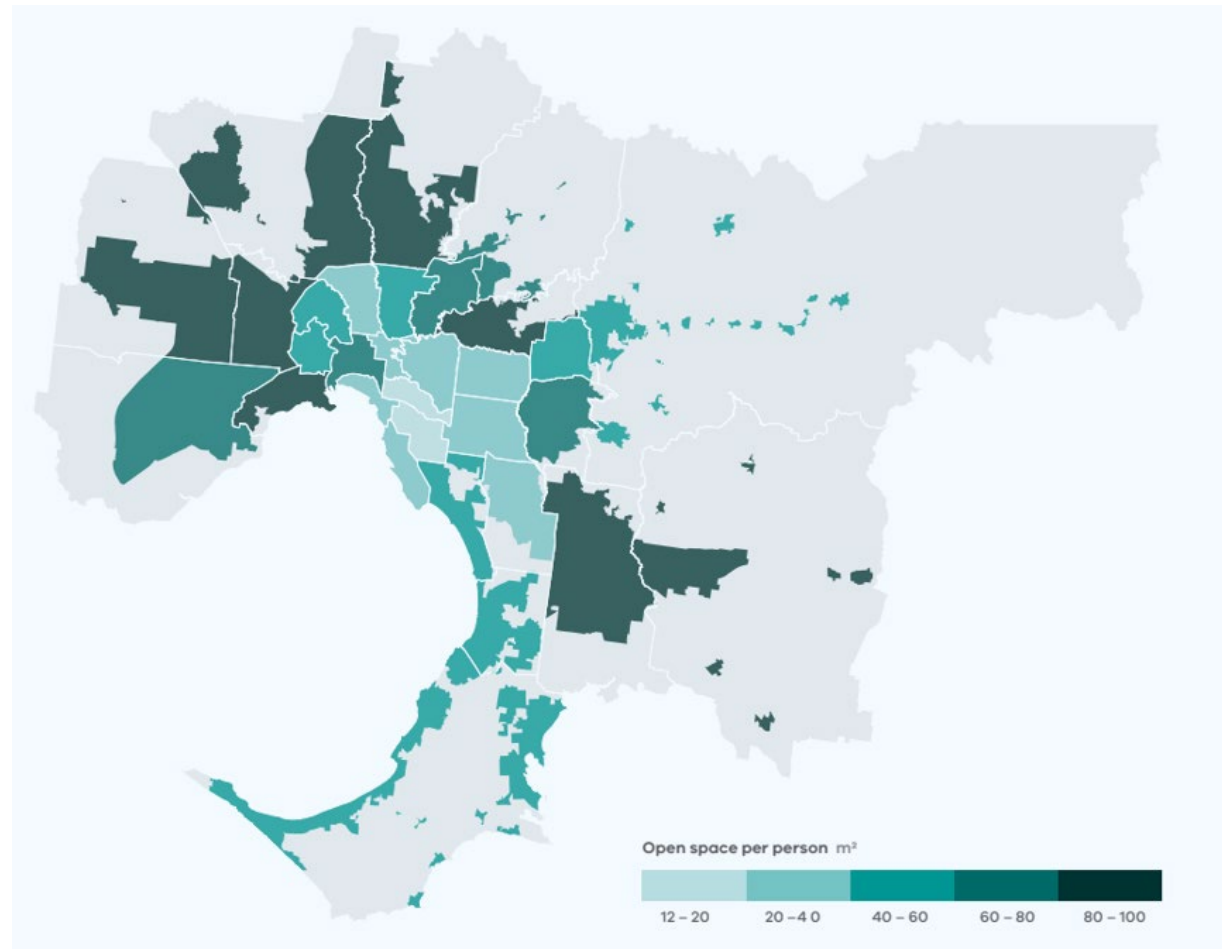 Open space per person m²
12 – 20
20 – 4 0
40 – 60
60 – 80
80 – 100